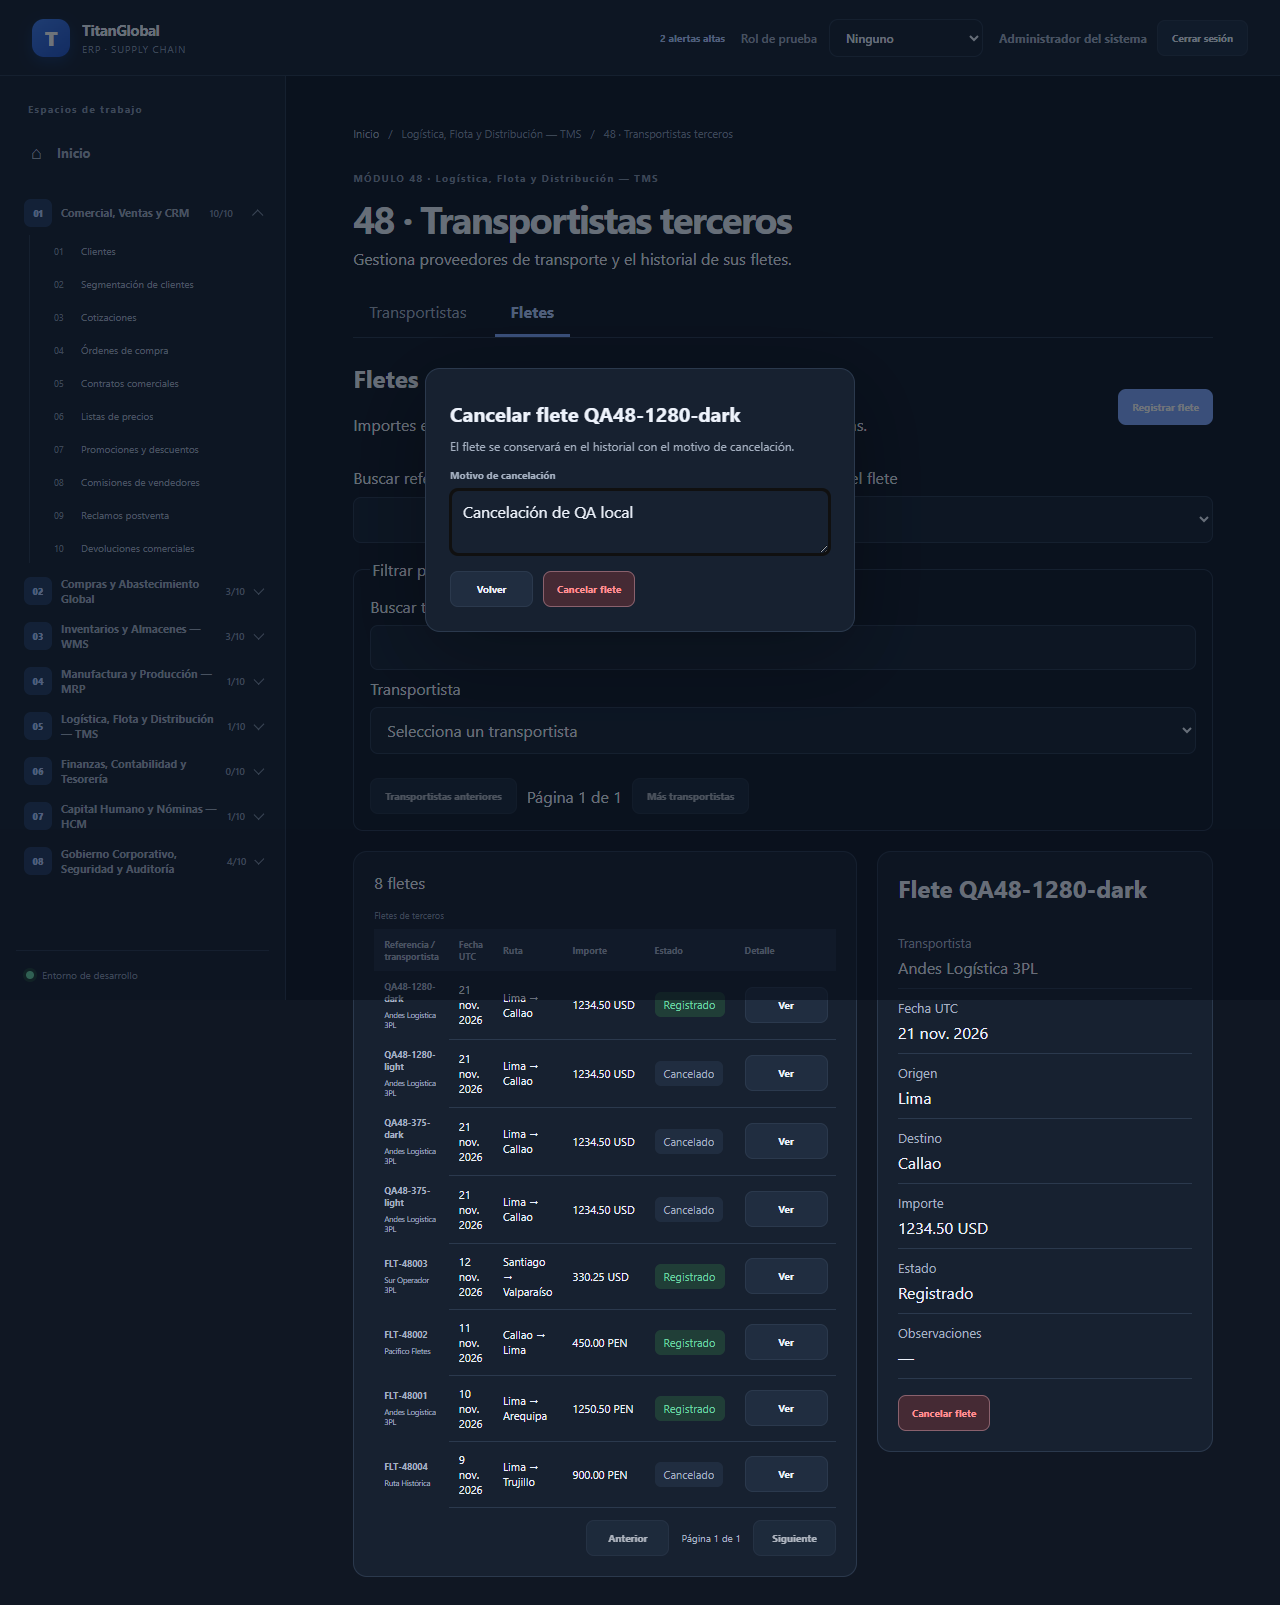 T
TitanGlobal
ERP · SUPPLY CHAIN
2 alertas altas
Rol de prueba
Ninguno
Administrador del sistema
Cerrar sesión
Espacios de trabajo
Inicio
01 Comercial, Ventas y CRM 10/10
01 Clientes
02 Segmentación de clientes
03 Cotizaciones
04 Órdenes de compra
05 Contratos comerciales
06 Listas de precios
07 Promociones y descuentos
08 Comisiones de vendedores
09 Reclamos postventa
10 Devoluciones comerciales
02 Compras y Abastecimiento Global 3/10
03 Inventarios y Almacenes — WMS 3/10
04 Manufactura y Producción — MRP 1/10
05 Logística, Flota y Distribución — TMS 1/10
06 Finanzas, Contabilidad y Tesorería 0/10
07 Capital Humano y Nóminas — HCM 1/10
08 Gobierno Corporativo, Seguridad y Auditoría 4/10
Entorno de desarrollo
Inicio / Logística, Flota y Distribución — TMS / 48 · Transportistas terceros
MÓDULO 48 · Logística, Flota y Distribución — TMS
48 · Transportistas terceros
Gestiona proveedores de transporte y el historial de sus fletes.
Transportistas
Fletes
Fletes
Importes e
as.
Registrar flete
Buscar refe
el flete
Cancelar flete QA48-1280-dark
El flete se conservará en el historial con el motivo de cancelación.
Motivo de cancelación
Cancelación de QA local
Volver
Cancelar flete
Filtrar p
Buscar t
Transportista
Selecciona un transportista
Transportistas anteriores
Página 1 de 1
Más transportistas
8 fletes
Fletes de terceros
Referencia / transportista
Fecha UTC
Ruta
Importe
Estado
Detalle
QA48-1280-dark Andes Logística 3PL 21 nov. 2026 Lima → Callao 1234.50 USD Registrado Ver
QA48-1280-light Andes Logística 3PL 21 nov. 2026 Lima → Callao 1234.50 USD Cancelado Ver
QA48-375-dark Andes Logística 3PL 21 nov. 2026 Lima → Callao 1234.50 USD Cancelado Ver
QA48-375-light Andes Logística 3PL 21 nov. 2026 Lima → Callao 1234.50 USD Cancelado Ver
FLT-48003 Sur Operador 3PL 12 nov. 2026 Santiago → Valparaíso 330.25 USD Registrado Ver
FLT-48002 Pacífico Fletes 11 nov. 2026 Callao → Lima 450.00 PEN Registrado Ver
FLT-48001 Andes Logística 3PL 10 nov. 2026 Lima → Arequipa 1250.50 PEN Registrado Ver
FLT-48004 Ruta Histórica 9 nov. 2026 Lima → Trujillo 900.00 PEN Cancelado Ver
Anterior
Página 1 de 1
Siguiente
Flete QA48-1280-dark
Transportista
Andes Logística 3PL
Fecha UTC
21 nov. 2026
Origen
Lima
Destino
Callao
Importe
1234.50 USD
Estado
Registrado
Observaciones
—
Cancelar flete